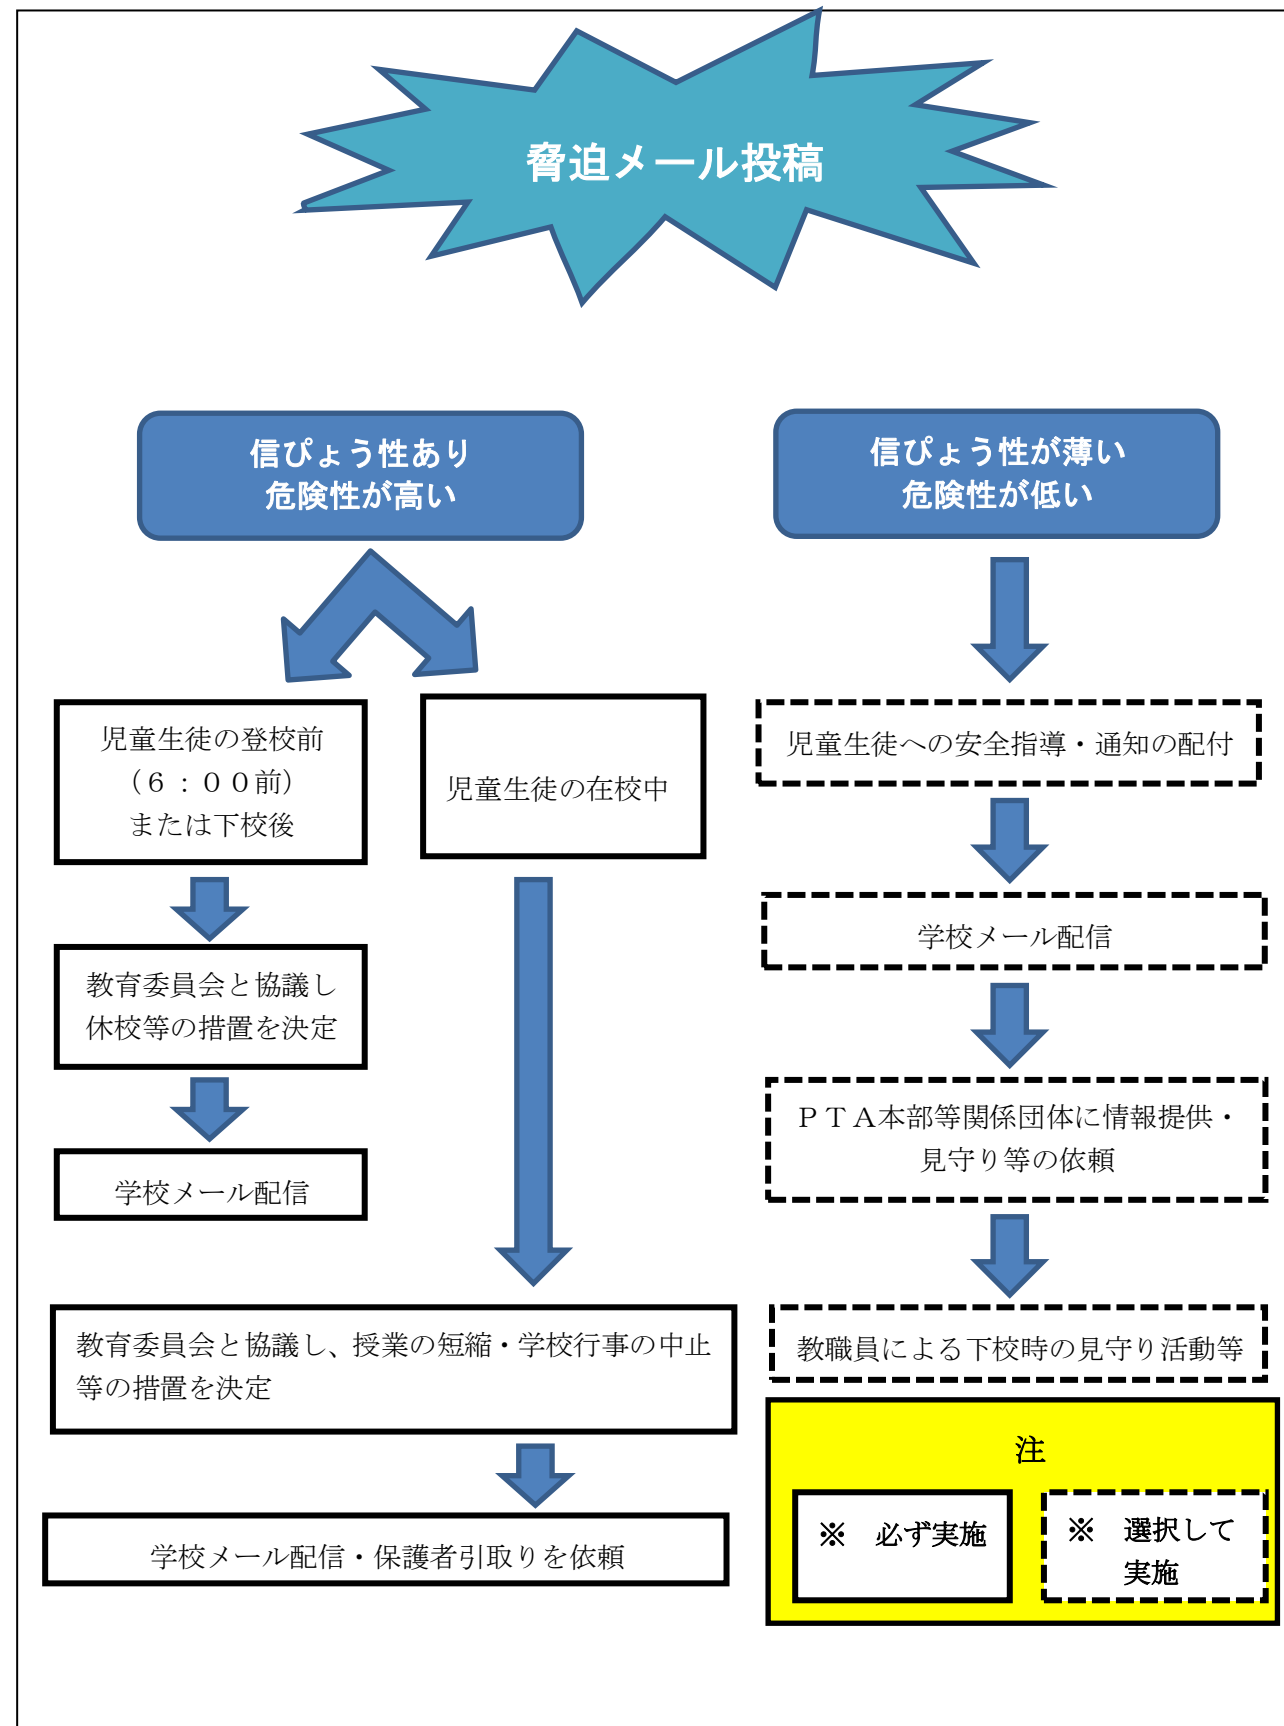 脅迫メール投稿
信ぴょう性あり
危険性が高い
信ぴょう性が薄い
危険性が低い
児童生徒の登校前
（６：００前）
または下校後
児童生徒の在校中
児童生徒への安全指導・通知の配付
教育委員会と協議し
休校等の措置を決定
学校メール配信
学校メール配信
ＰＴＡ本部等関係団体に情報提供・
見守り等の依頼
教育委員会と協議し、授業の短縮・学校行事の中止
等の措置を決定
教職員による下校時の見守り活動等
学校メール配信・保護者引取りを依頼
注
※　必ず実施
※　選択して
実施